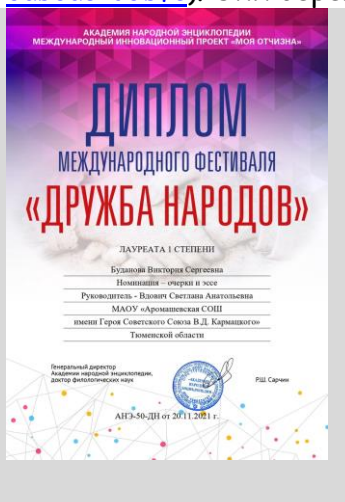 АКАДЕМИЯ НАРОДНОЙ ЭНЦИКЛОПЕДИИ
МЕЖДУНАРОДНЫЙ ИННОВАЦИОННЫЙ ПРОЕКТ «МОЯ ОТЧИЗНА»
ДИПЛОМ
МЕЖДУНАРОДНОГО ФЕСТИВАЛЯ
«ДРУЖБА НАРОДОВ»
ЛАУРЕАТА 1 СТЕПЕНИ
Буданова Виктория Сергеевна
Номинация – очерки и эссе
Руководитель - Вдович Светлана Анатольевна
МАОУ «Аромашевская СОШ
имени Героя Советского Союза В.Д. Кармацкого»
Тюменской области
Генеральный директор
Академии народной энциклопедии,
доктор филологических наук
Р.Ш. Сарчин
АНЭ-50-ДН от 20.11.2021 г.